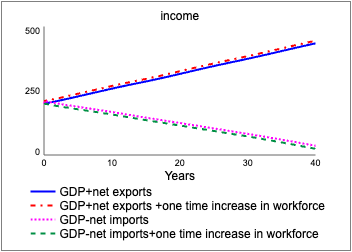 income
500
250
0
0
10
20
30
40
Years
GDP+net exports
GDP+net exports +one time increase in workforce
GDP-net imports
GDP-net imports+one time increase in workforce